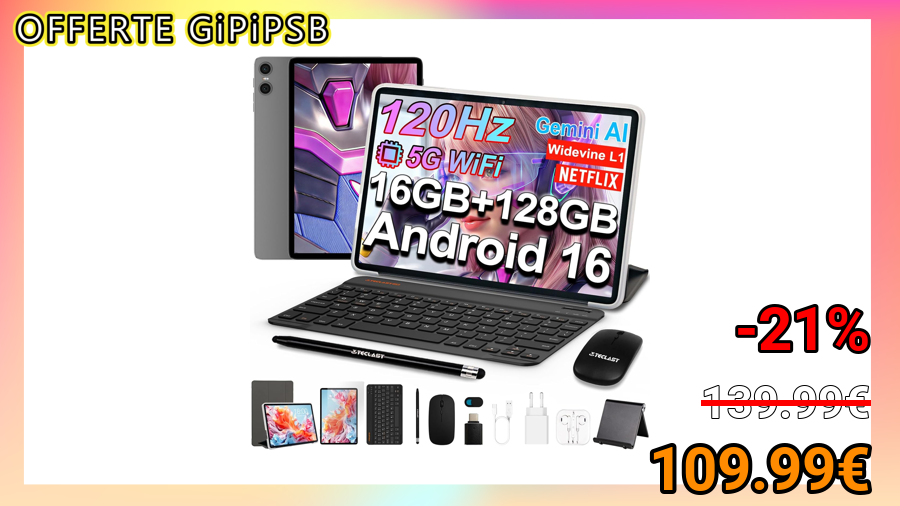 OFFERTE GiPiPSB
120Hz
Gemini AI
5G WiFi
Widevine L1
NETFLIX
16GB+128GB
Android 16
TECLAST
TECLAST
-21%
139.99€
109.99€